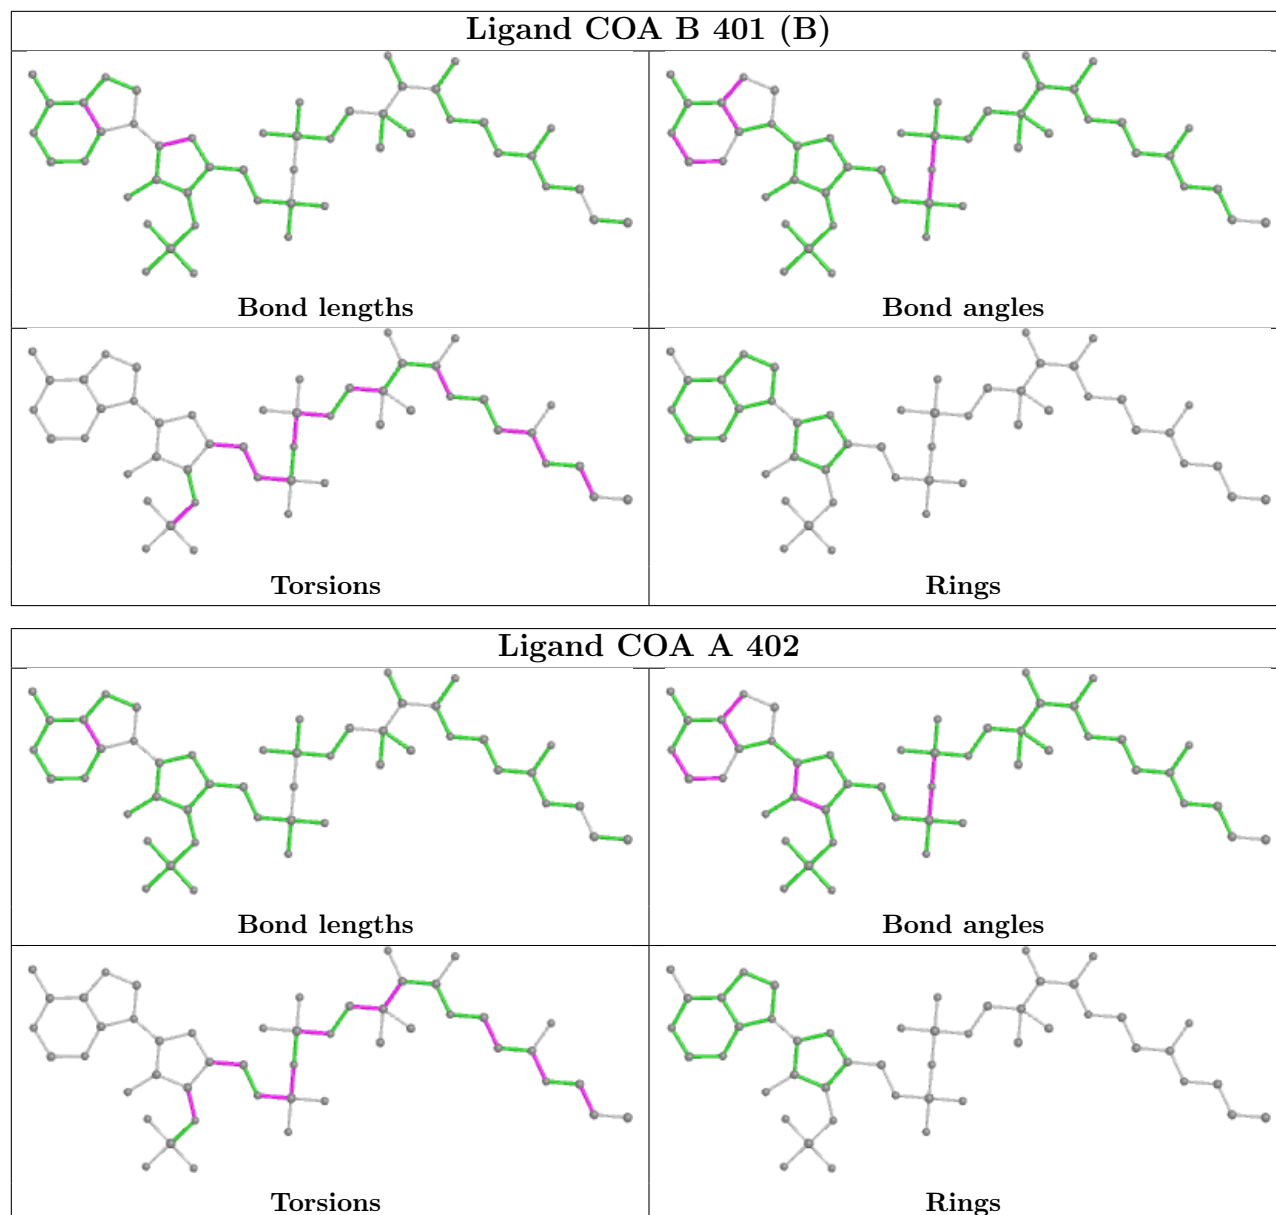 Ligand COA B 401 (B)
Bond lengths
Bond angles
Torsions
Rings
Ligand COA A 402
Bond lengths
Bond angles
Torsions
Rings